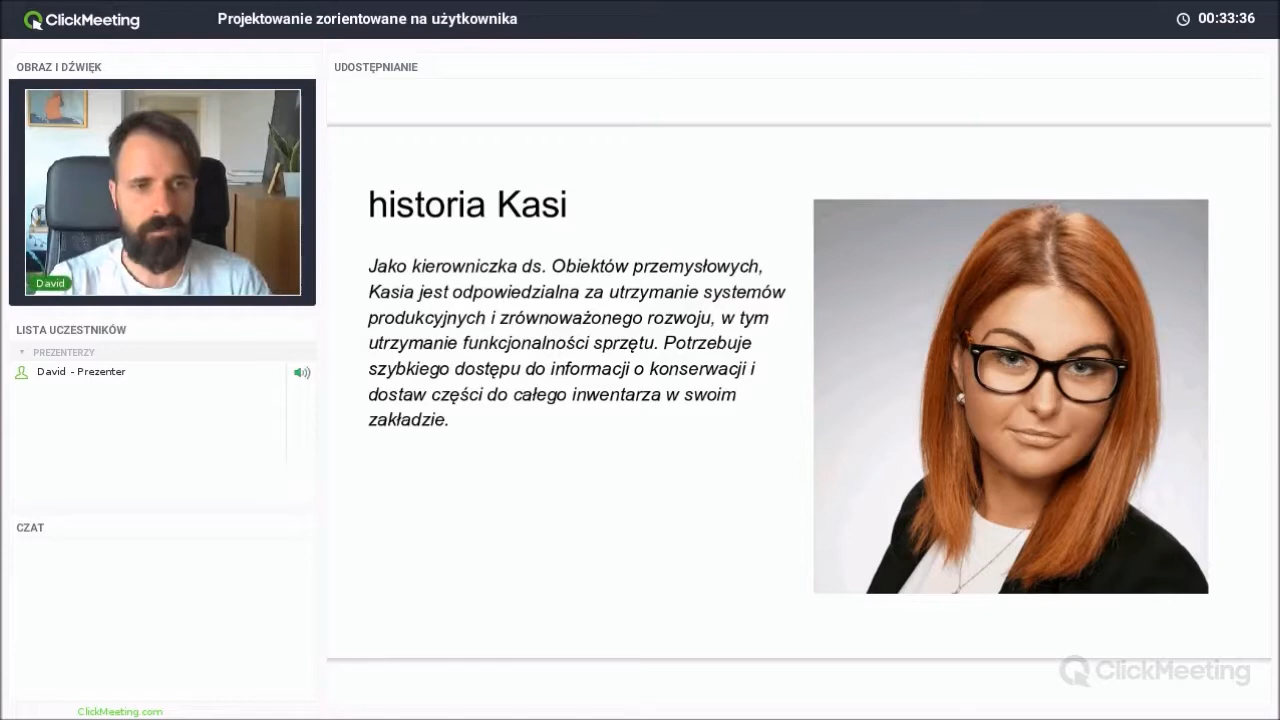 ClickMeeting
Projektowanie zorientowane na użytkownika
00:33:36
OBRAZ I DŹWIĘK
David
LISTA UCZESTNIKÓW
PREZENTERZY
David - Prezenter
CZAT
ClickMeeting.com
UDOSTĘPNIANIE
historia Kasi
Jako kierowniczka ds. Obiektów przemysłowych,
Kasia jest odpowiedzialna za utrzymanie systemów
produkcyjnych i zrównoważonego rozwoju, w tym
utrzymanie funkcjonalności sprzętu. Potrzebuje
szybkiego dostępu do informacji o konserwacji i
dostaw części do całego inwentarza w swoim
zakładzie.
ClickMeeting